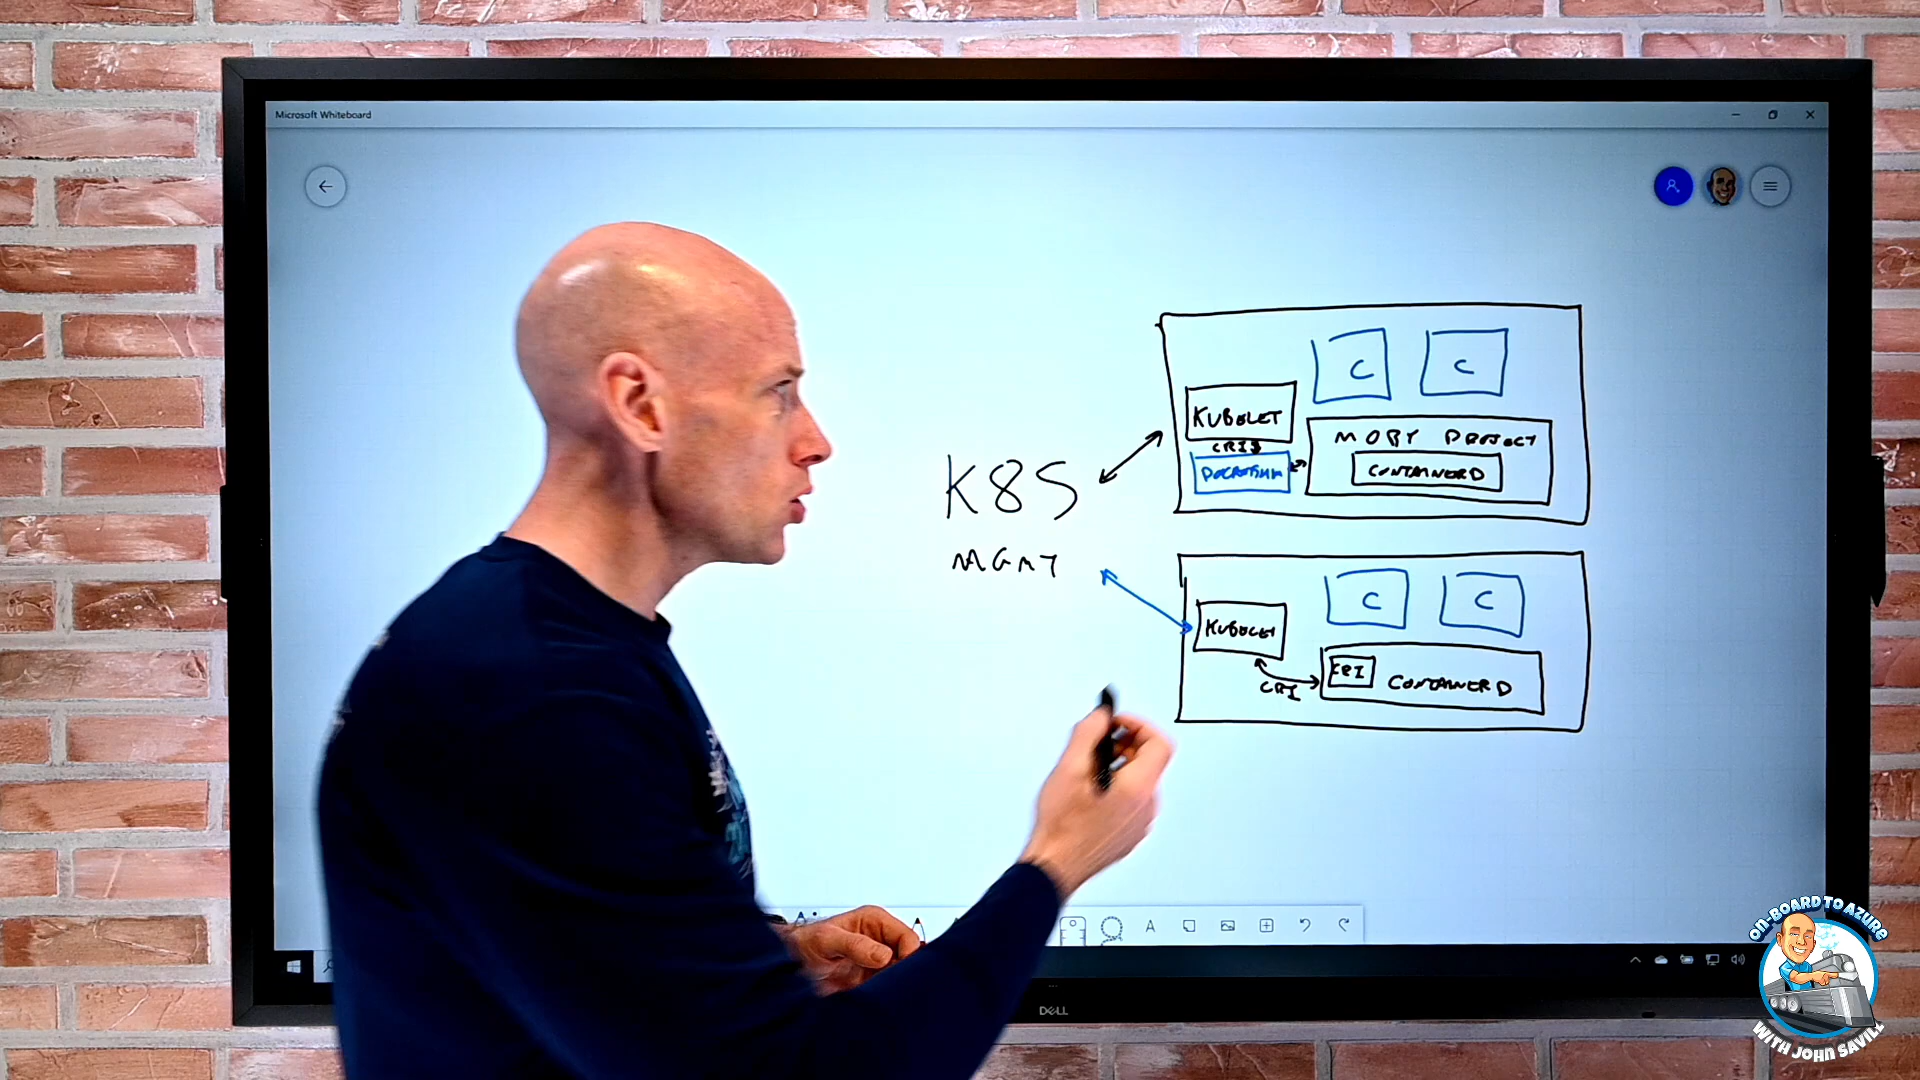 Microsoft Whiteboard
C C
KUBELET
CRI
MOBY PROJECT
DOCKERSHIM
CONTAINERD
K8S
MGMT
C C
KUBELET
CRI
CRI
CONTAINERD
A
DELL
ON-BOARD TO AZURE
WITH JOHN SAVILL